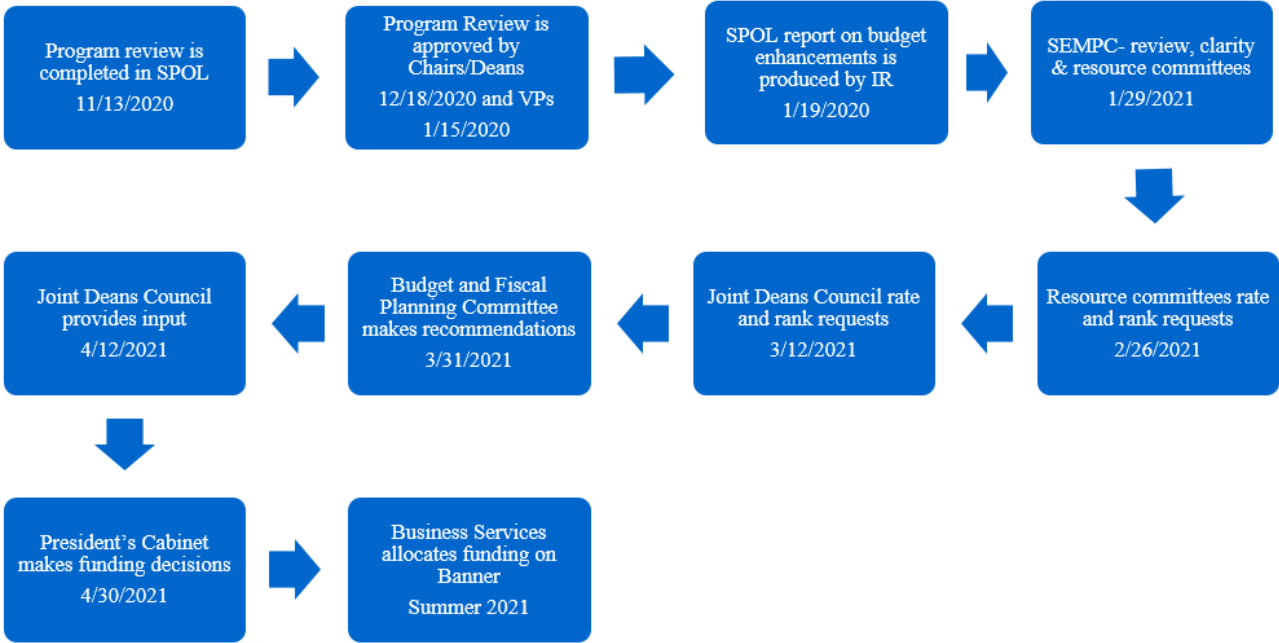 Program review is
completed in SPOL
11/13/2020
Program Review is
approved by
Chairs/Deans
12/18/2020 and VPs
1/15/2020
SPOL report on budget
enhancements is
produced by IR
1/19/2020
SEMPC- review, clarity
& resource committees
1/29/2021
Resource committees rate
and rank requests
2/26/2021
Joint Deans Council rate
and rank requests
3/12/2021
Budget and Fiscal
Planning Committee
makes recommendations
3/31/2021
Joint Deans Council
provides input
4/12/2021
President’s Cabinet
makes funding decisions
4/30/2021
Business Services
allocates funding on
Banner
Summer 2021